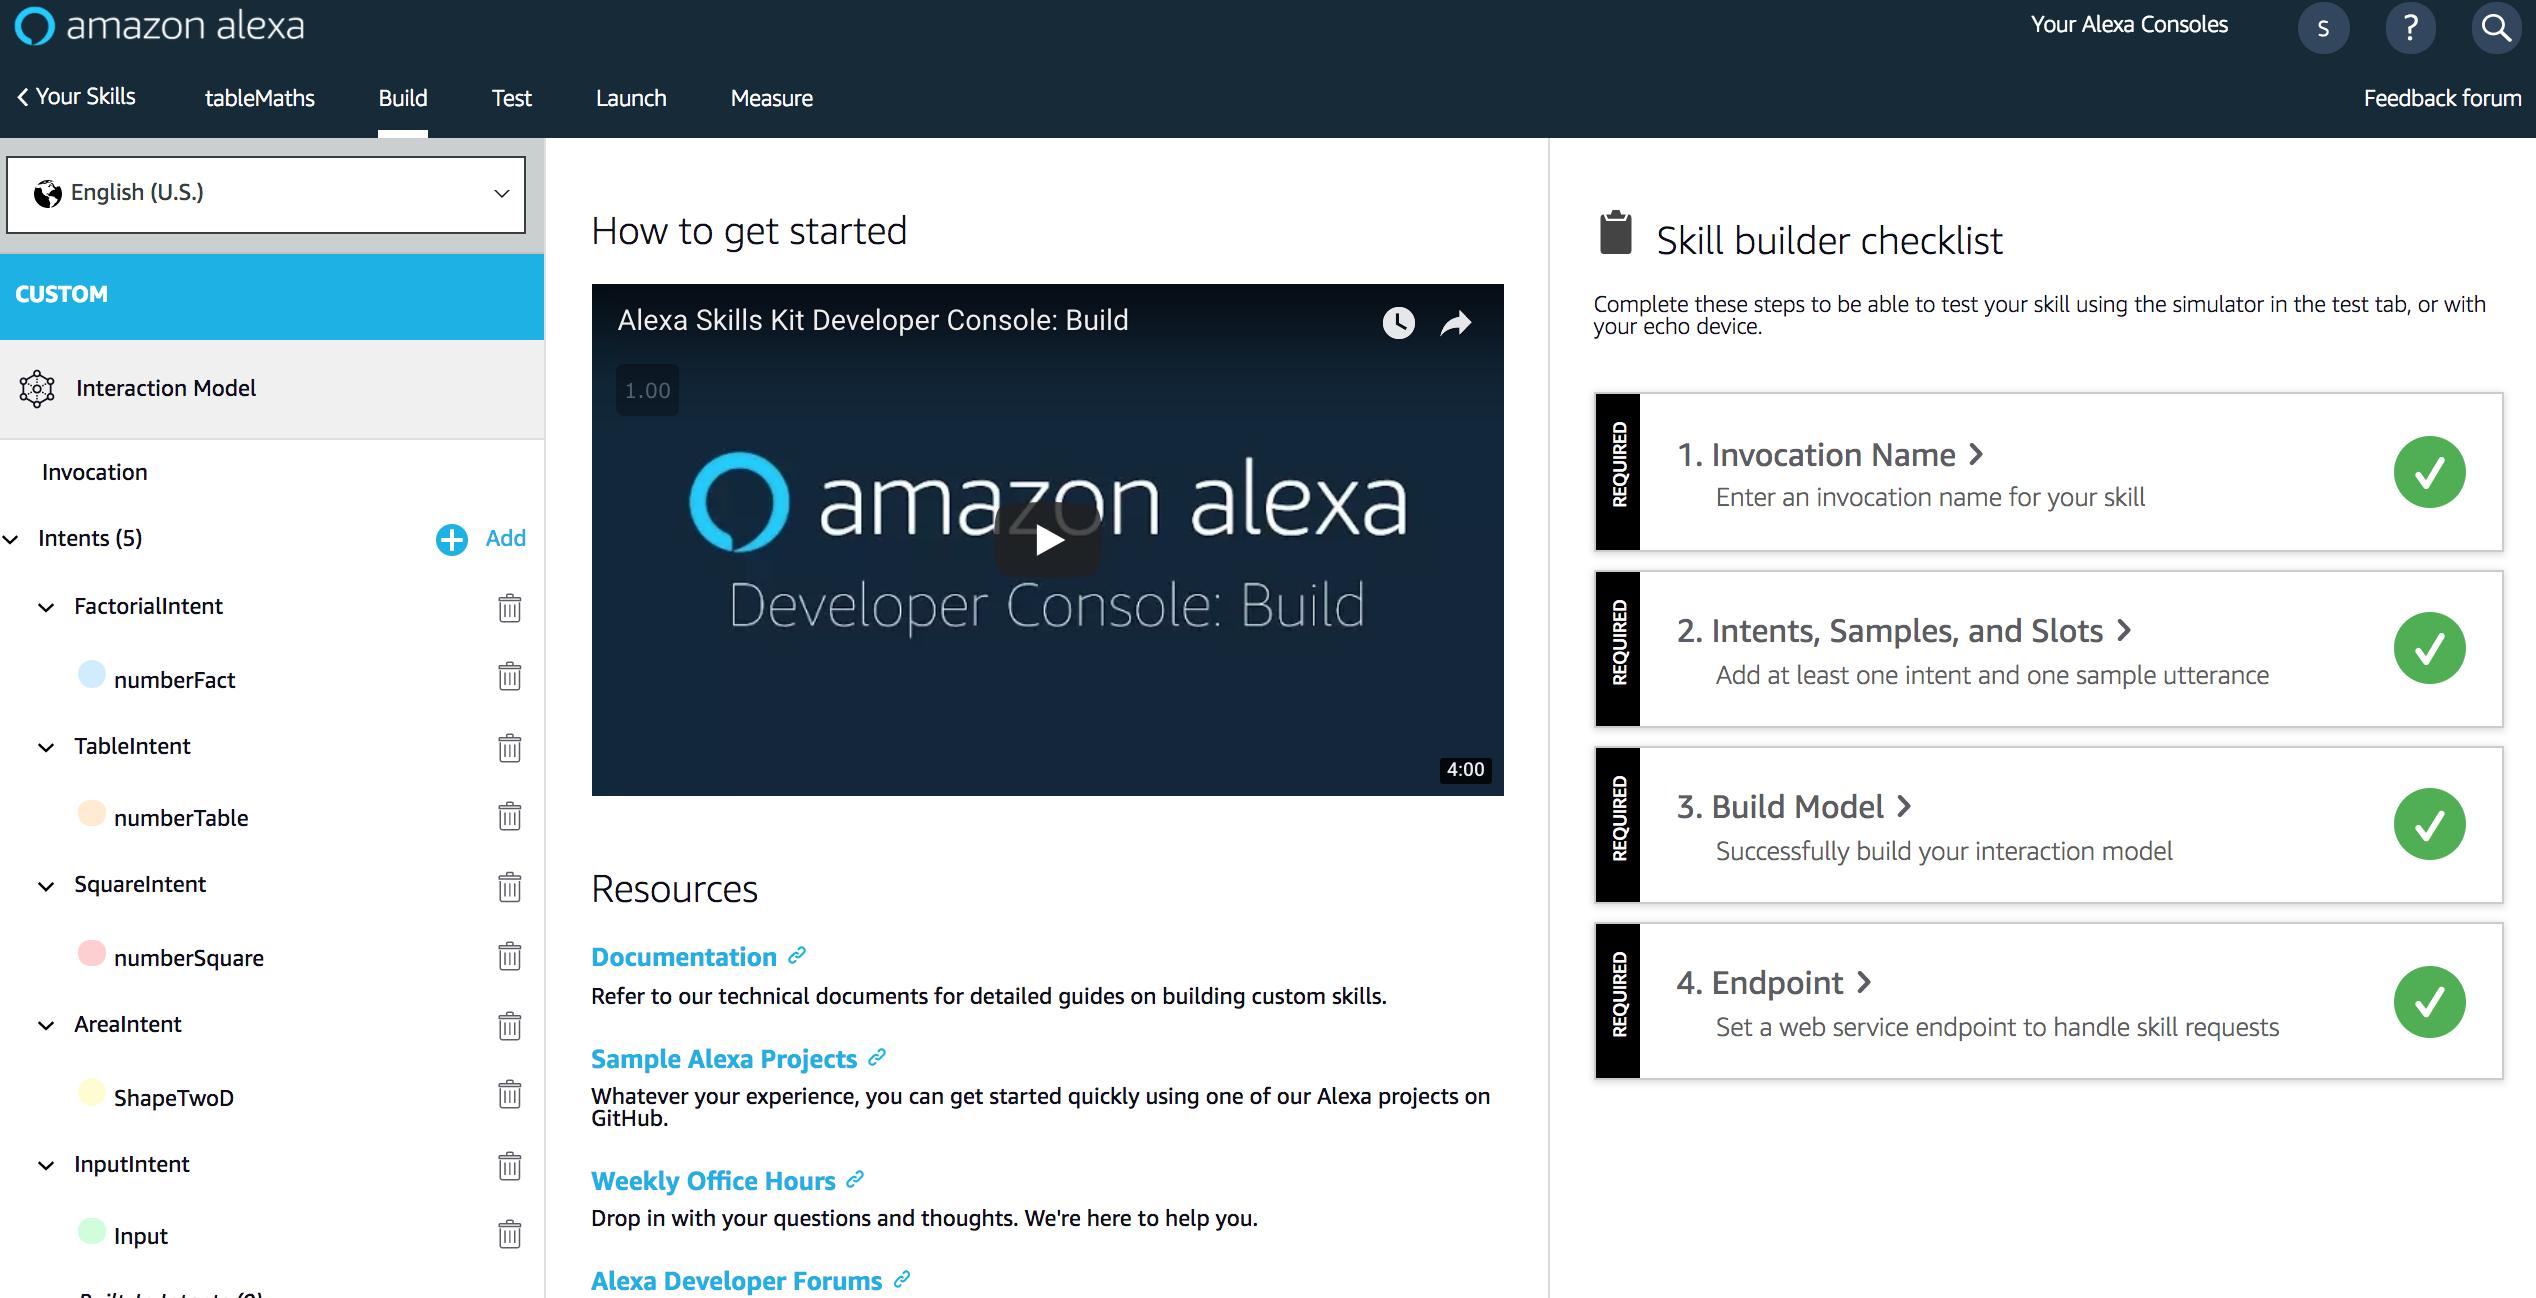 amazon alexa
Your Alexa Consoles
S
?
Your Skills
tableMaths
Build
Test
Launch
Measure
Feedback forum
English (U.S.)
CUSTOM
Interaction Model
Invocation
Intents (5)
Add
FactorialIntent
numberFact
TableIntent
numberTable
SquareIntent
numberSquare
AreaIntent
ShapeTwoD
InputIntent
Input
How to get started
Alexa Skills Kit Developer Console: Build
1.00
amazon alexa
Developer Console: Build
4:00
Resources
Documentation
Refer to our technical documents for detailed guides on building custom skills.
Sample Alexa Projects
Whatever your experience, you can get started quickly using one of our Alexa projects on
GitHub.
Weekly Office Hours
Drop in with your questions and thoughts. We're here to help you.
Alexa Developer Forums
Skill builder checklist
Complete these steps to be able to test your skill using the simulator in the test tab, or with
your echo device.
REQUIRED
1. Invocation Name
Enter an invocation name for your skill
REQUIRED
2. Intents, Samples, and Slots
Add at least one intent and one sample utterance
REQUIRED
3. Build Model
Successfully build your interaction model
REQUIRED
4. Endpoint
Set a web service endpoint to handle skill requests